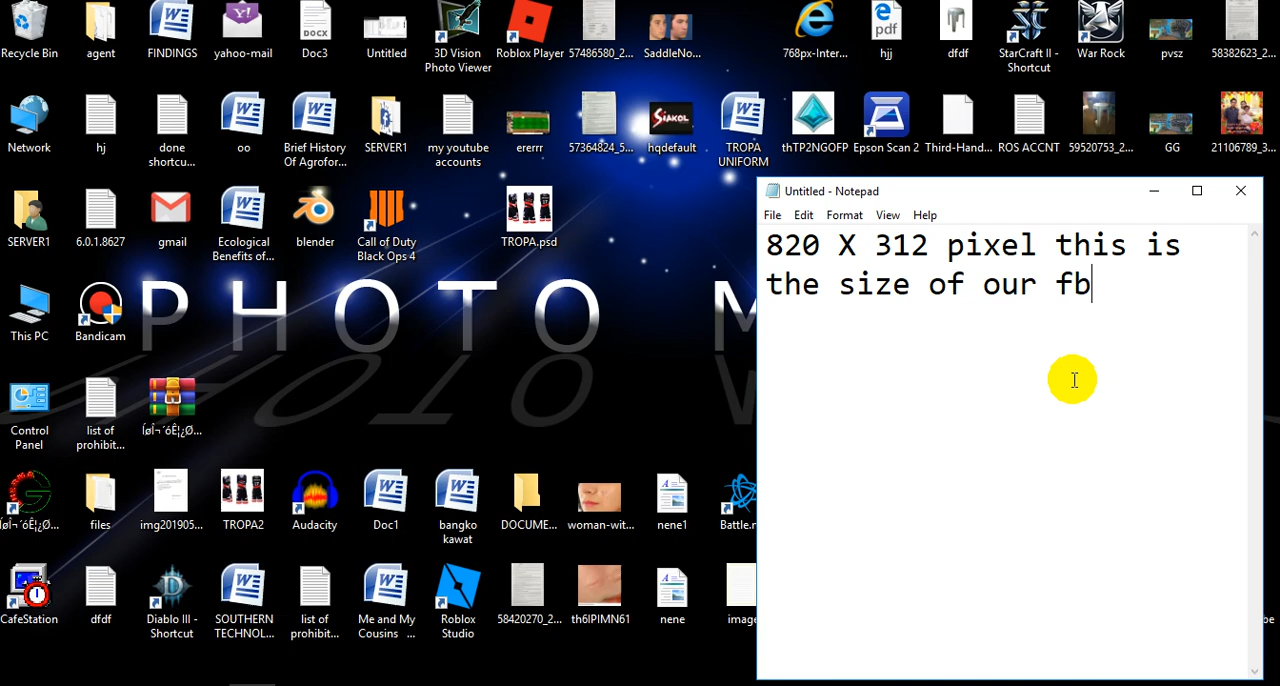 Recycle Bin
agent
FINDINGS
yahoo-mail
Doc3
Untitled
3D Vision
Photo Viewer
Roblox Player
57486580_2...
SaddleNo...
768px-Inter...
hjj
dfdf
StarCraft II -
Shortcut
War Rock
pvsz
58382623_2...
Network
hj
done
shortcu...
oo
Brief History
Of Agrofor...
SERVER1
my youtube
accounts
ererrr
57364824_5...
hqdefault
TROPA
UNIFORM
thTP2NGOFP
Epson Scan 2
Third-Hand...
ROS ACCNT
59520753_2...
GG
21106789_3...
SERVER1
6.0.1.8627
gmail
Ecological
Benefits of...
blender
Call of Duty
Black Ops 4
TROPA.psd
Untitled - Notepad
File Edit Format View Help
820 X 312 pixel this is
the size of our fb
This PC
Bandicam
PHOTO M
Control
Panel
list of
prohibit...
files
img201905...
TROPA2
Audacity
Doc1
bangko
kawat
DOCUME...
woman-wit...
nene1
Battle.n
CafeStation
dfdf
Diablo III -
Shortcut
SOUTHERN
TECHNOL...
list of
prohibit...
Me and My
Cousins ...
Roblox
Studio
58420270_2...
th6IPIMN61
nene
image
be